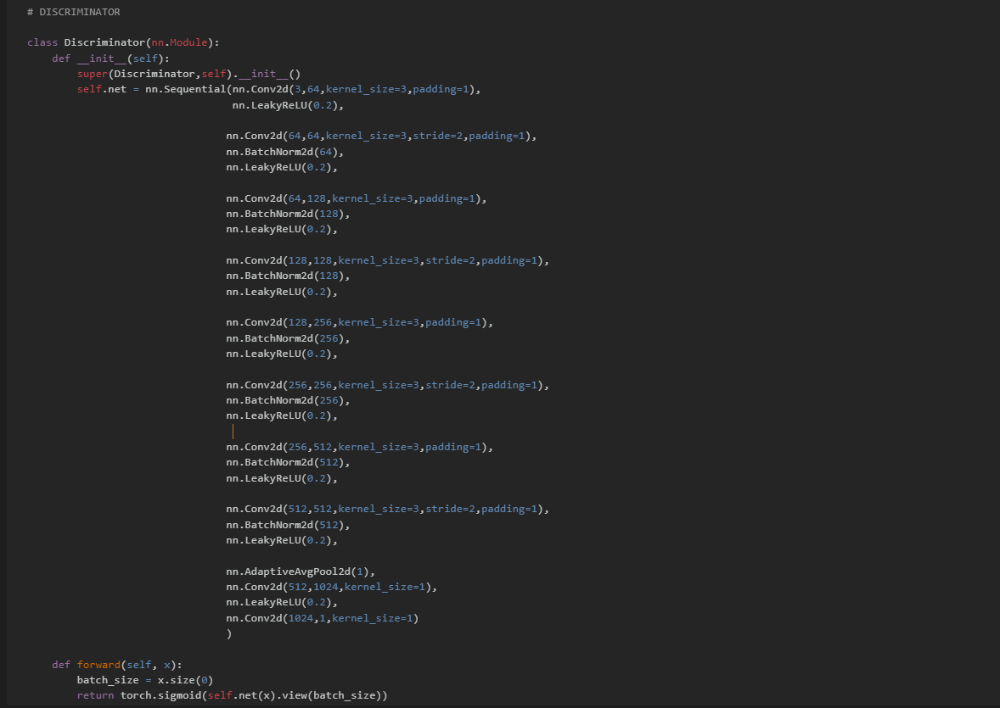 # DISCRIMINATOR
class Discriminator(nn.Module):
def __init__(self):
super(Discriminator,self).__init__()
self.net = nn.Sequential(nn.Conv2d(3,64,kernel_size=3,padding=1),
nn.LeakyReLU(0.2),
nn.Conv2d(64,64,kernel_size=3,stride=2,padding=1),
nn.BatchNorm2d(64),
nn.LeakyReLU(0.2),
nn.Conv2d(64,128,kernel_size=3,padding=1),
nn.BatchNorm2d(128),
nn.LeakyReLU(0.2),
nn.Conv2d(128,128,kernel_size=3,stride=2,padding=1),
nn.BatchNorm2d(128),
nn.LeakyReLU(0.2),
nn.Conv2d(128,256,kernel_size=3,padding=1),
nn.BatchNorm2d(256),
nn.LeakyReLU(0.2),
nn.Conv2d(256,256,kernel_size=3,stride=2,padding=1),
nn.BatchNorm2d(256),
nn.LeakyReLU(0.2),
nn.Conv2d(256,512,kernel_size=3,padding=1),
nn.BatchNorm2d(512),
nn.LeakyReLU(0.2),
nn.Conv2d(512,512,kernel_size=3,stride=2,padding=1),
nn.BatchNorm2d(512),
nn.LeakyReLU(0.2),
nn.AdaptiveAvgPool2d(1),
nn.Conv2d(512,1024,kernel_size=1),
nn.LeakyReLU(0.2),
nn.Conv2d(1024,1,kernel_size=1)
)
def forward(self, x):
batch_size = x.size(0)
return torch.sigmoid(self.net(x).view(batch_size))